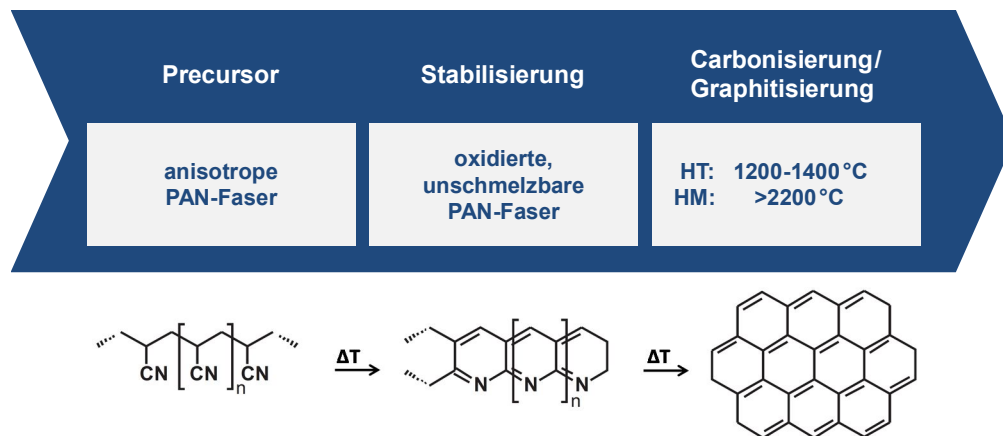 Precursor
Stabilisierung
Carbonisierung/
Graphitisierung
anisotrope
PAN-Faser
oxidierte,
unschmelzbare
PAN-Faser
HT: 1200-1400°C
HM: >2200°C
CN CN CN n
ΔT
N N N n
ΔT